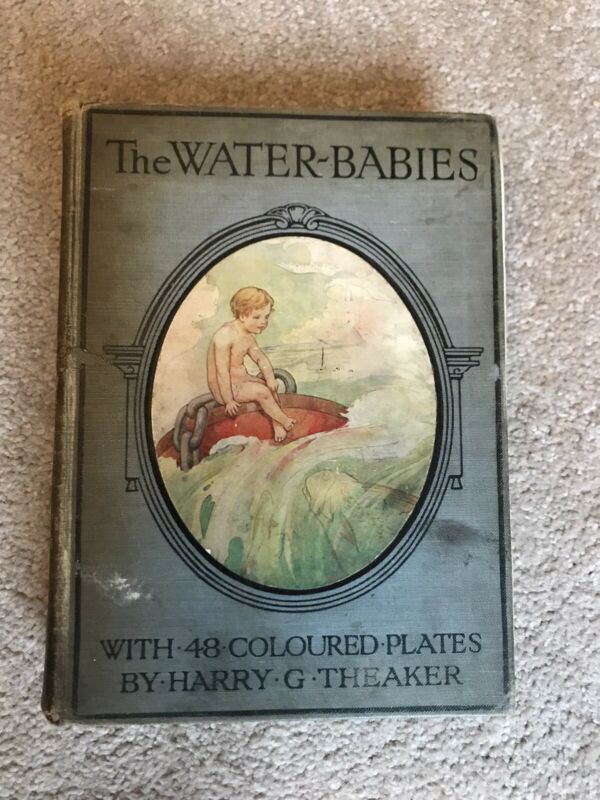 The WATER-BABIES
WITH·48·COLOURED·PLATES
BY·HARRY·G·THEAKER